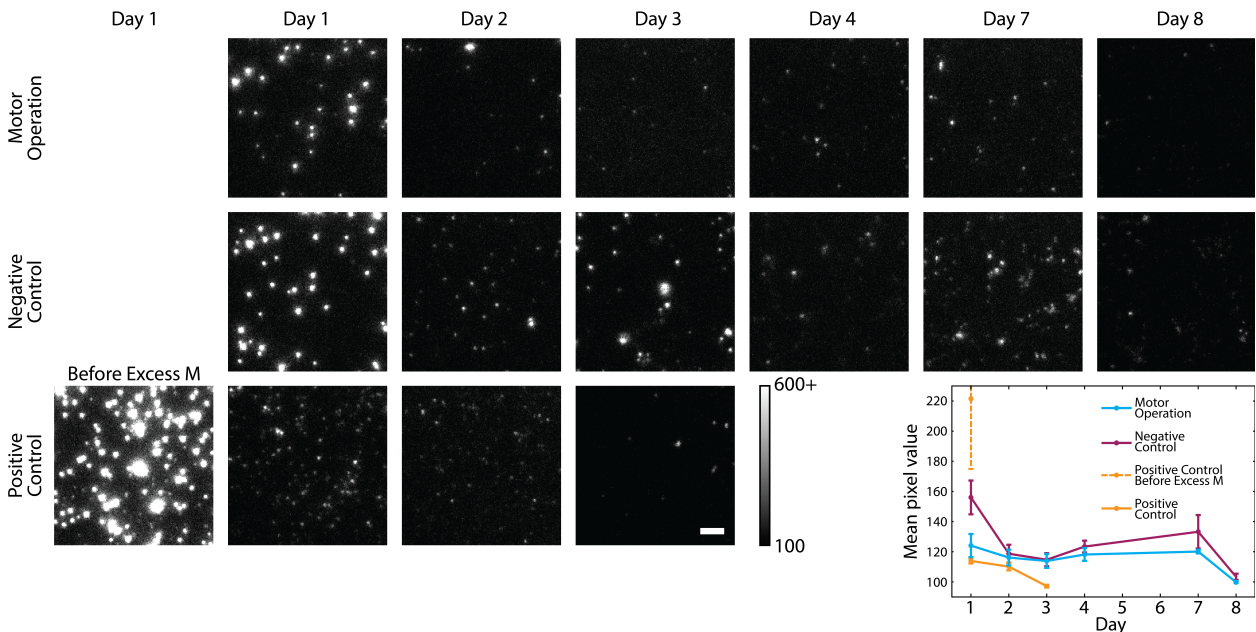 Day 1
Day 1
Day 2
Day 3
Day 4
Day 7
Day 8
Motor
Operation
Negative
Control
Before Excess M
Positive
Control
600+
100
Mean pixel value
220
200
180
160
140
120
100
Motor
Operation
Negative
Control
Positive Control
Before Excess M
Positive
Control
1
2
3
4
5
6
7
8
Day